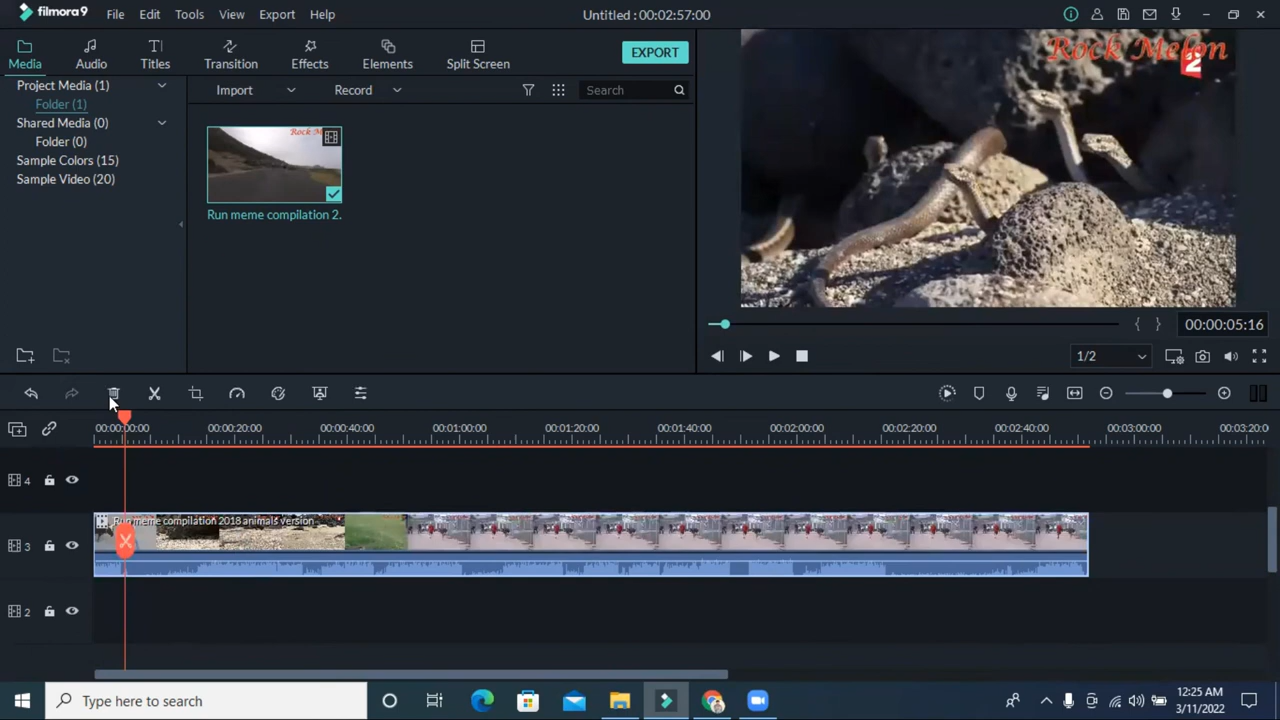 filmora9
File
Edit
Tools
View
Export
Help
Untitled : 00:02:57:00
Media
Audio
Titles
Transition
Effects
Elements
Split Screen
EXPORT
Project Media (1)
Folder (1)
Shared Media (0)
Folder (0)
Sample Colors (15)
Sample Video (20)
Import
Record
Search
Run meme compilation 2.
Rock Melon
2
00:00:05:16
1/2
00:00:20:00
00:00:40:00
00:01:00:00
00:01:20:00
00:01:40:00
00:02:00:00
00:02:20:00
00:02:40:00
00:03:00:00
00:03:20:0
4
3
Run meme compilation 2018 animals version
2
Type here to search
12:25 AM
3/11/2022